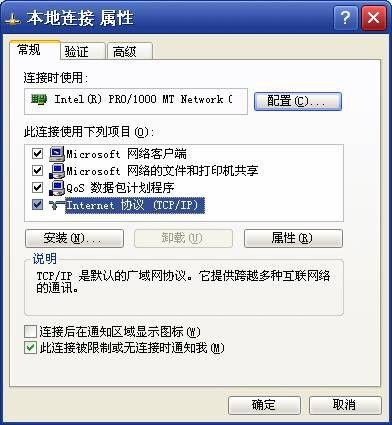 本地连接 属性
常规 验证 高级
连接时使用:
Intel(R) PRO/1000 MT Network C 配置(C)...
此连接使用下列项目(O):
Microsoft 网络客户端
Microsoft 网络的文件和打印机共享
QoS 数据包计划程序
Internet 协议 (TCP/IP)
安装(N)... 卸载(U) 属性(R)
说明
TCP/IP 是默认的广域网协议。它提供跨越多种互联网络
的通讯。
连接后在通知区域显示图标(W)
此连接被限制或无连接时通知我(M)
确定 取消